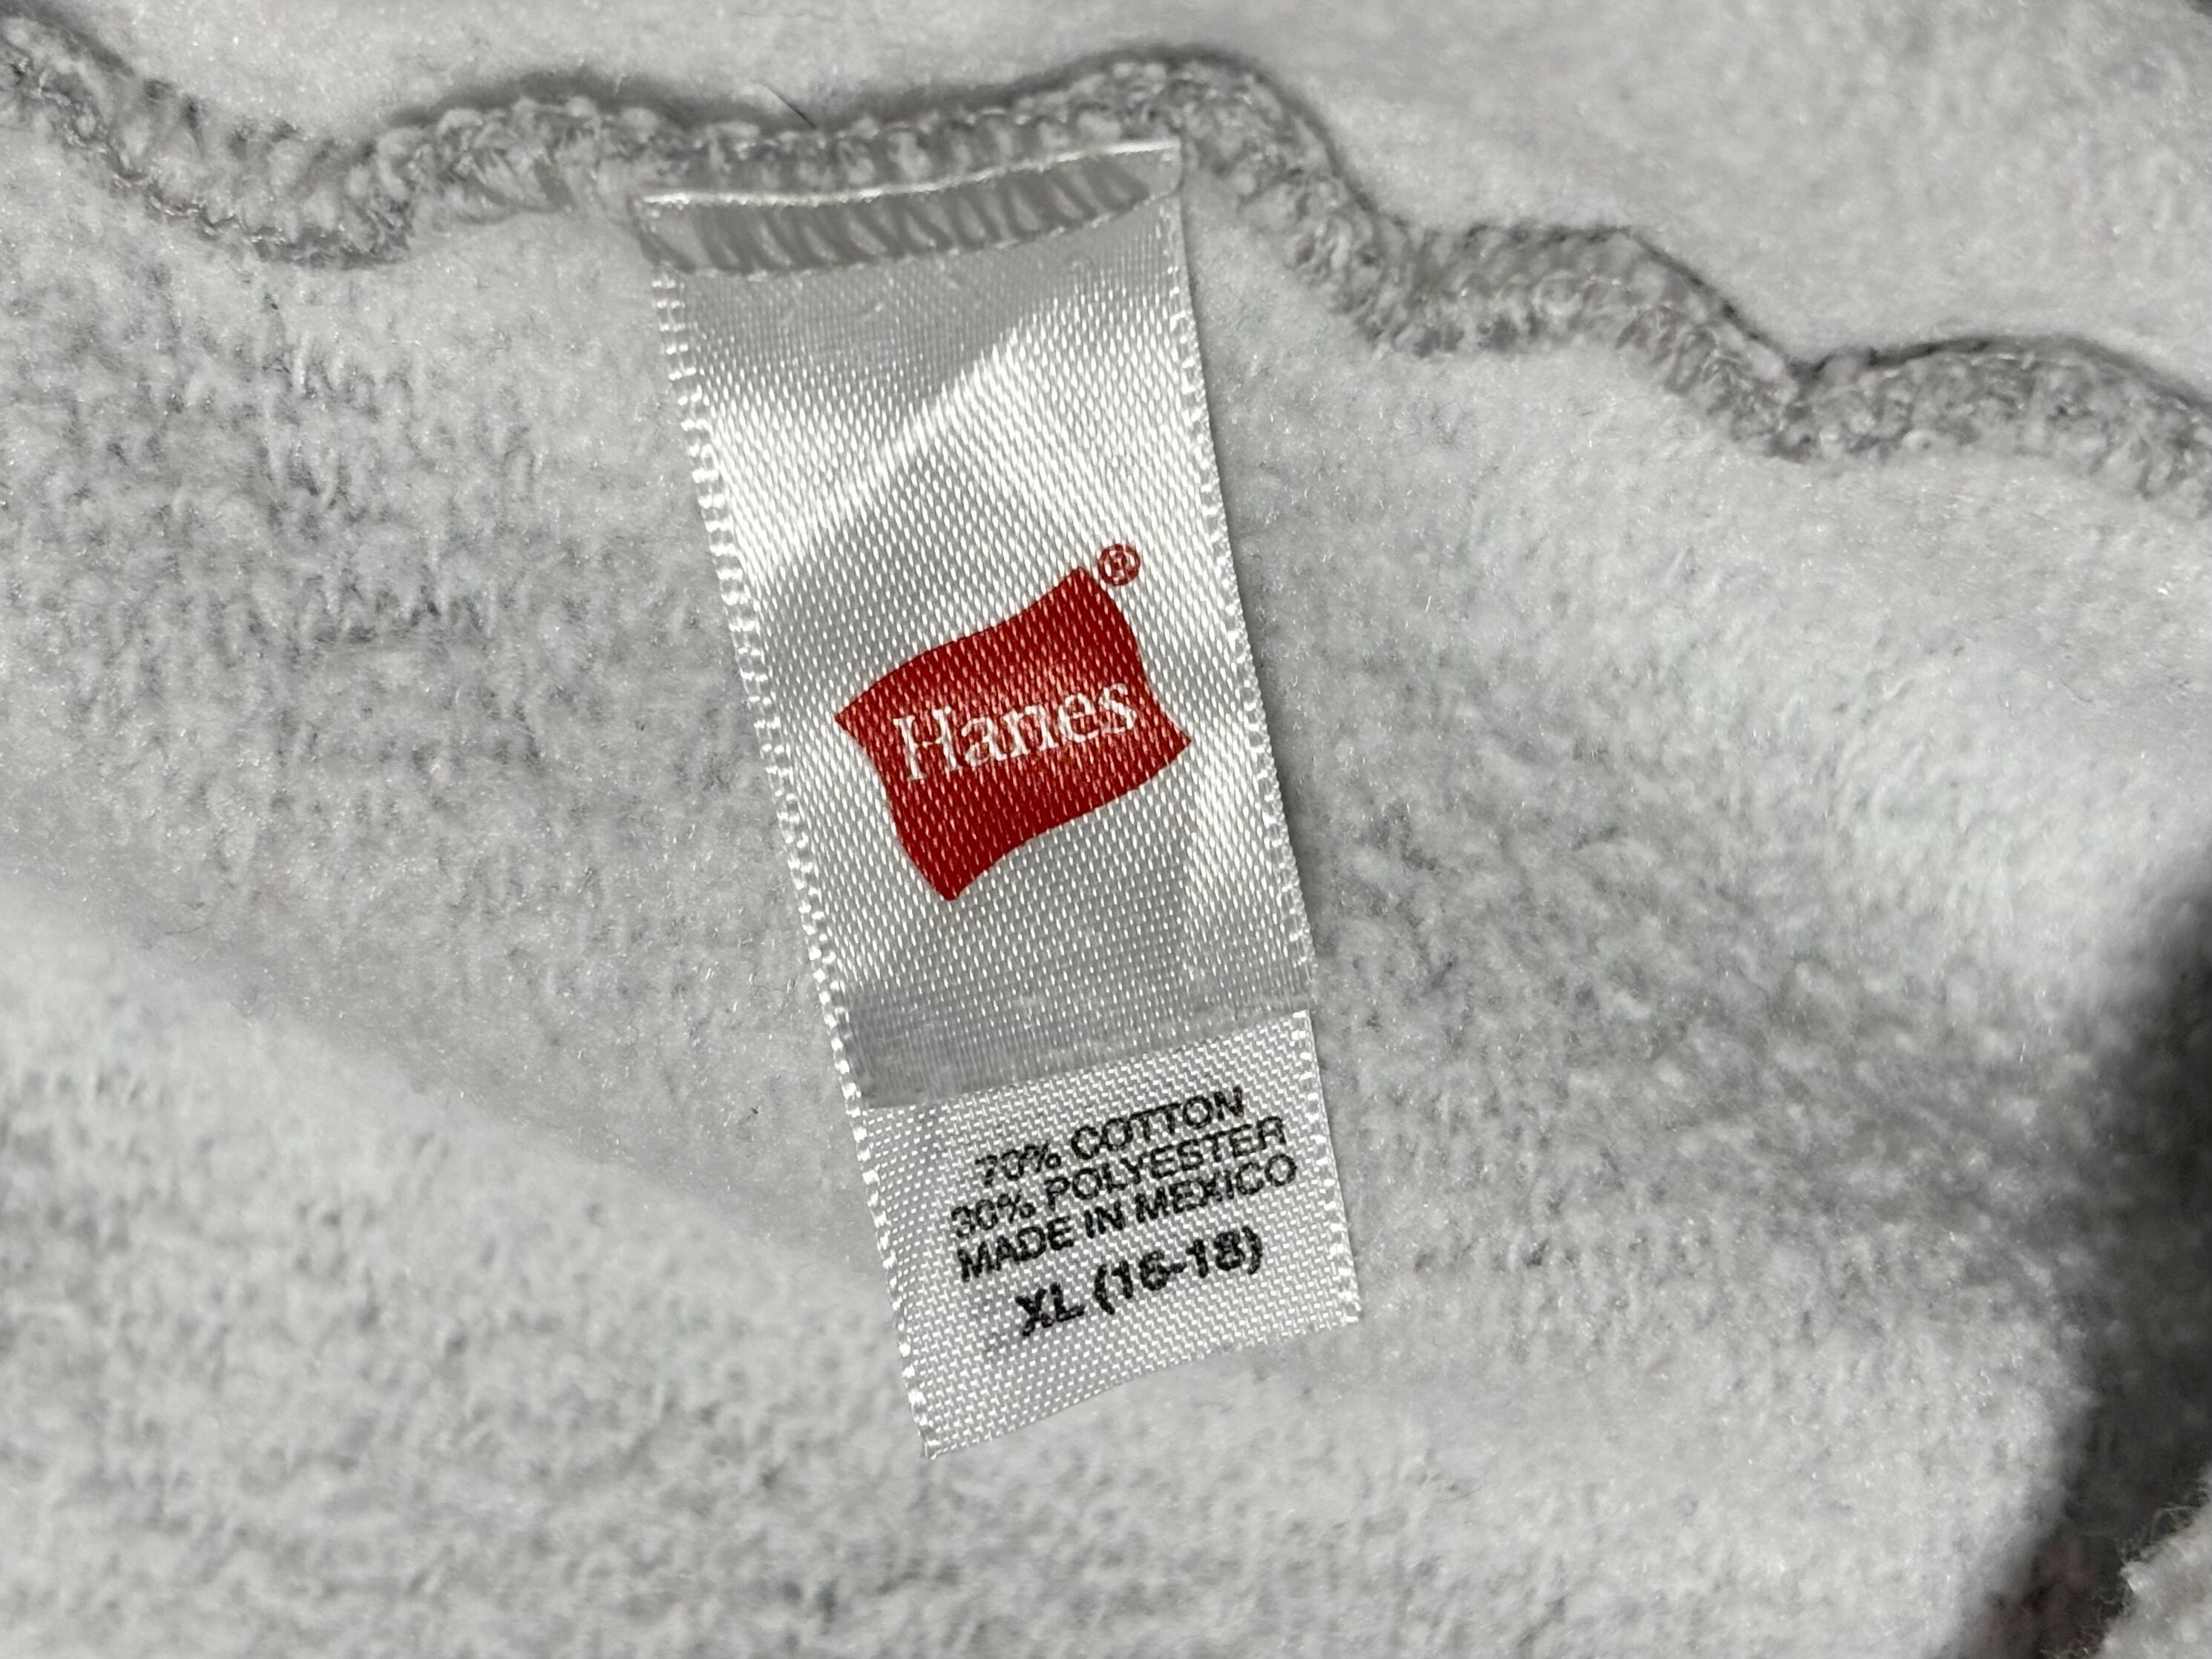 Hanes®
70% COTTON
30% POLYESTER
MADE IN MEXICO
XL (16-18)